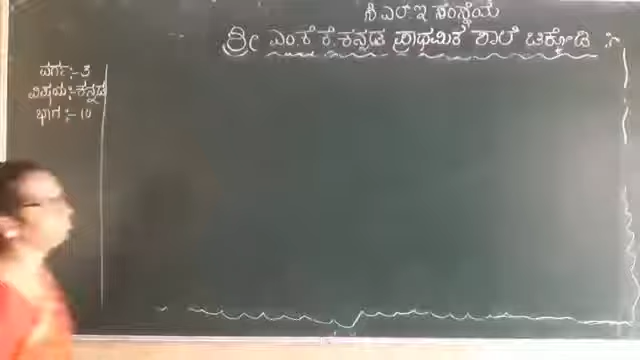 ಸಿ ಎಲ್ ಇ ಸಂಸ್ಥೆಯ
ಶ್ರೀ ಎಂ.ಕೆ ಕೆ.ಕನ್ನಡ ಪ್ರಾಥಮಿಕ ಶಾಲೆ ಚಿಕ್ಕೋಡಿ :-
ವರ್ಗ:- 3
ವಿಷಯ:- ಕನ್ನಡ
ಭಾಗ:- 10